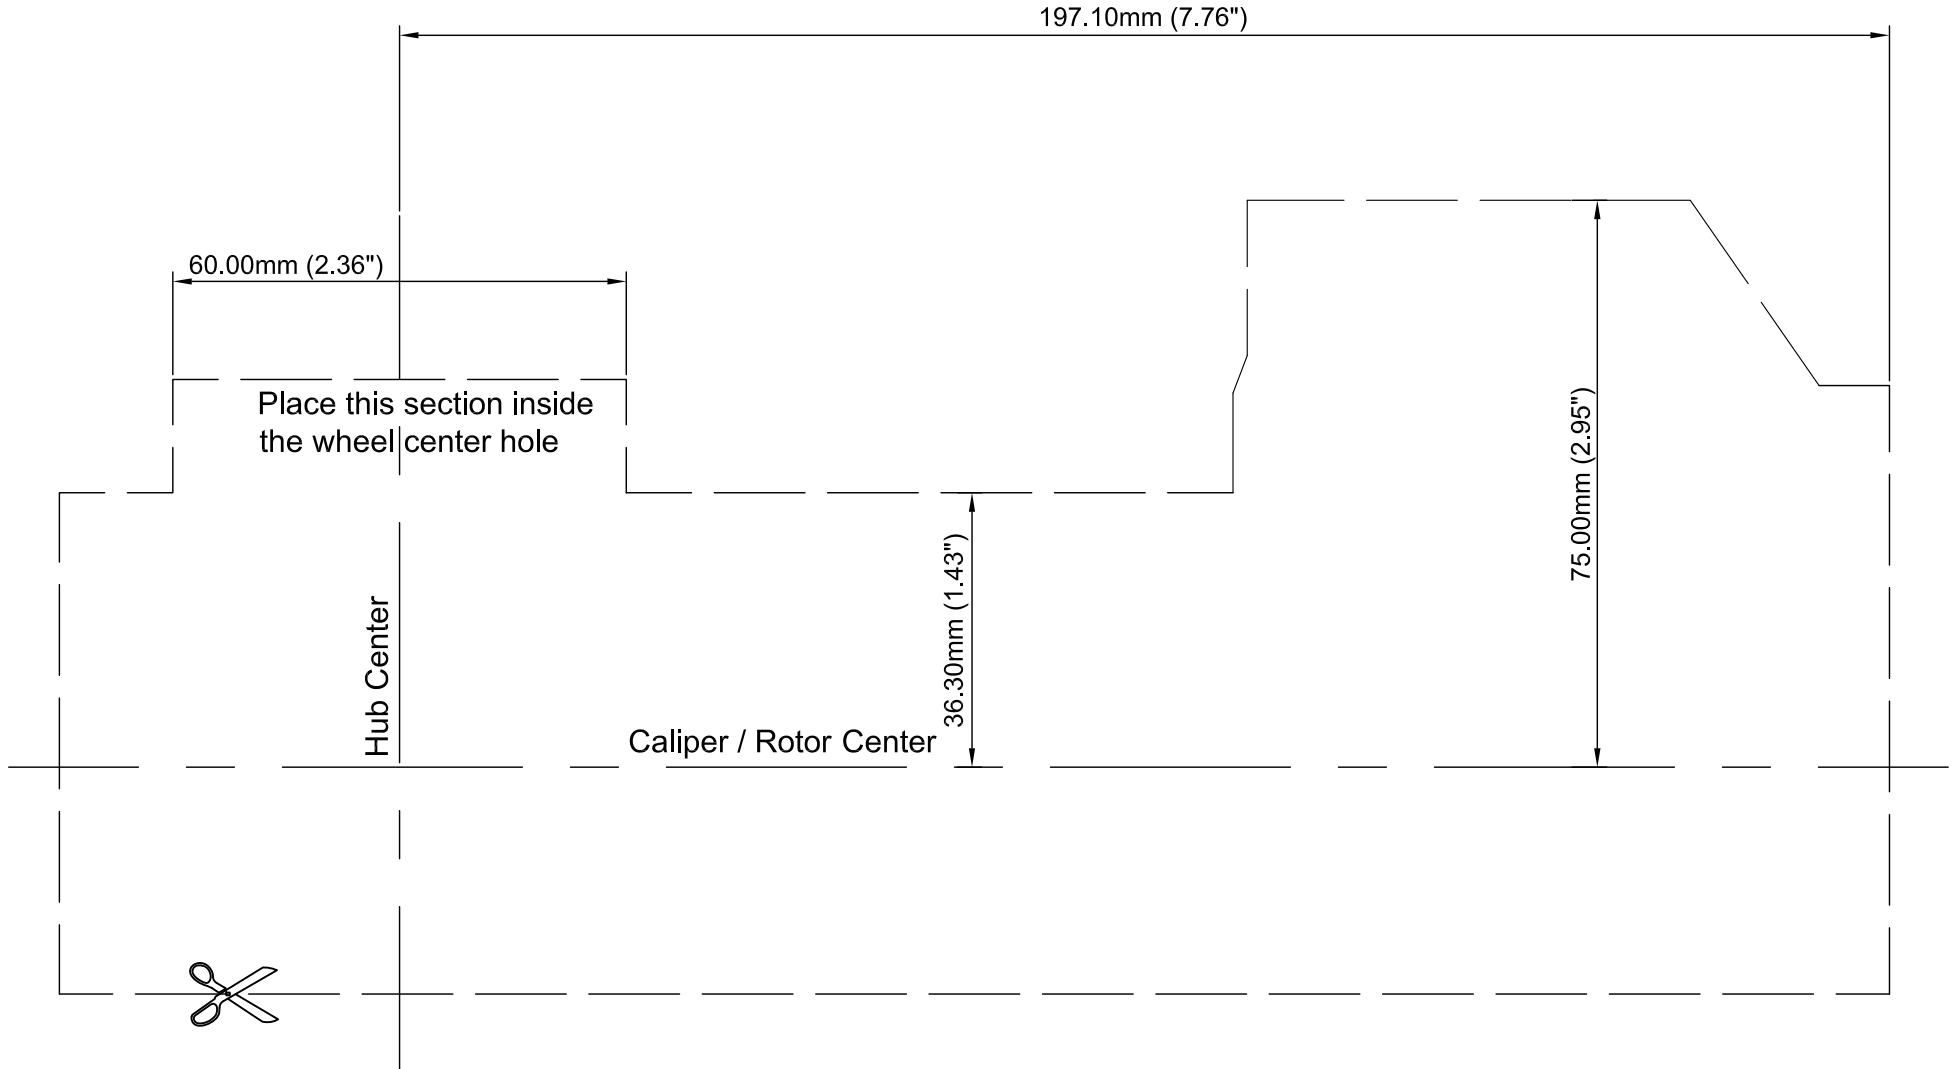 197.10mm (7.76")
60.00mm (2.36")
Place this section inside
the wheel center hole
75.00mm (2.95")
36.30mm (1.43")
Hub Center
Caliper / Rotor Center